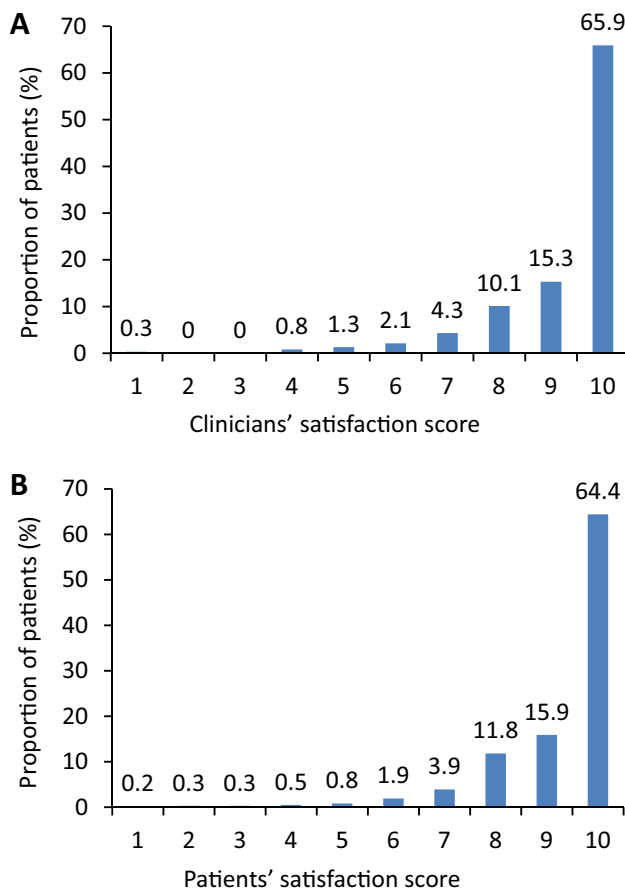 A
Proportion of patients (%)
70
60
50
40
30
20
10
0
0.3 0 0 0.8 1.3 2.1 4.3 10.1 15.3 65.9
1 2 3 4 5 6 7 8 9 10
Clinicians’ satisfaction score
B
Proportion of patients (%)
70
60
50
40
30
20
10
0
0.2 0.3 0.3 0.5 0.8 1.9 3.9 11.8 15.9 64.4
1 2 3 4 5 6 7 8 9 10
Patients’ satisfaction score